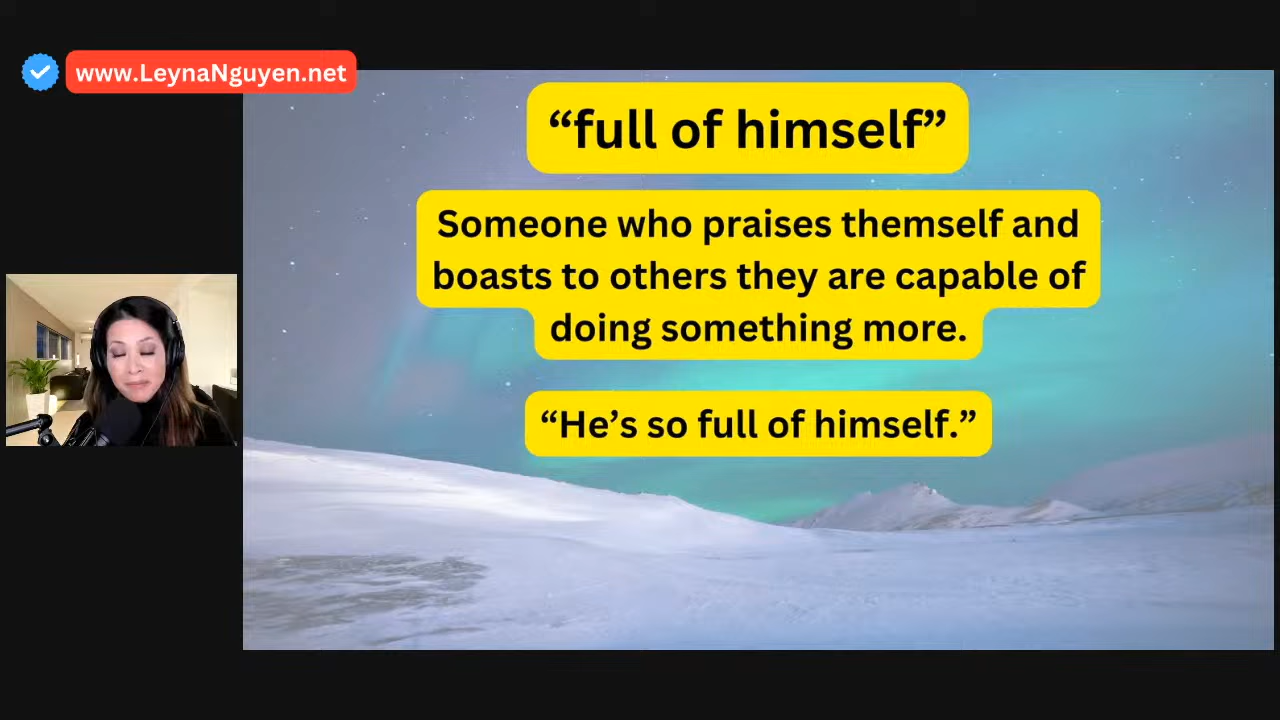 www.LeynaNguyen.net
“full of himself”
Someone who praises themself and
boasts to others they are capable of
doing something more.
“He’s so full of himself.”